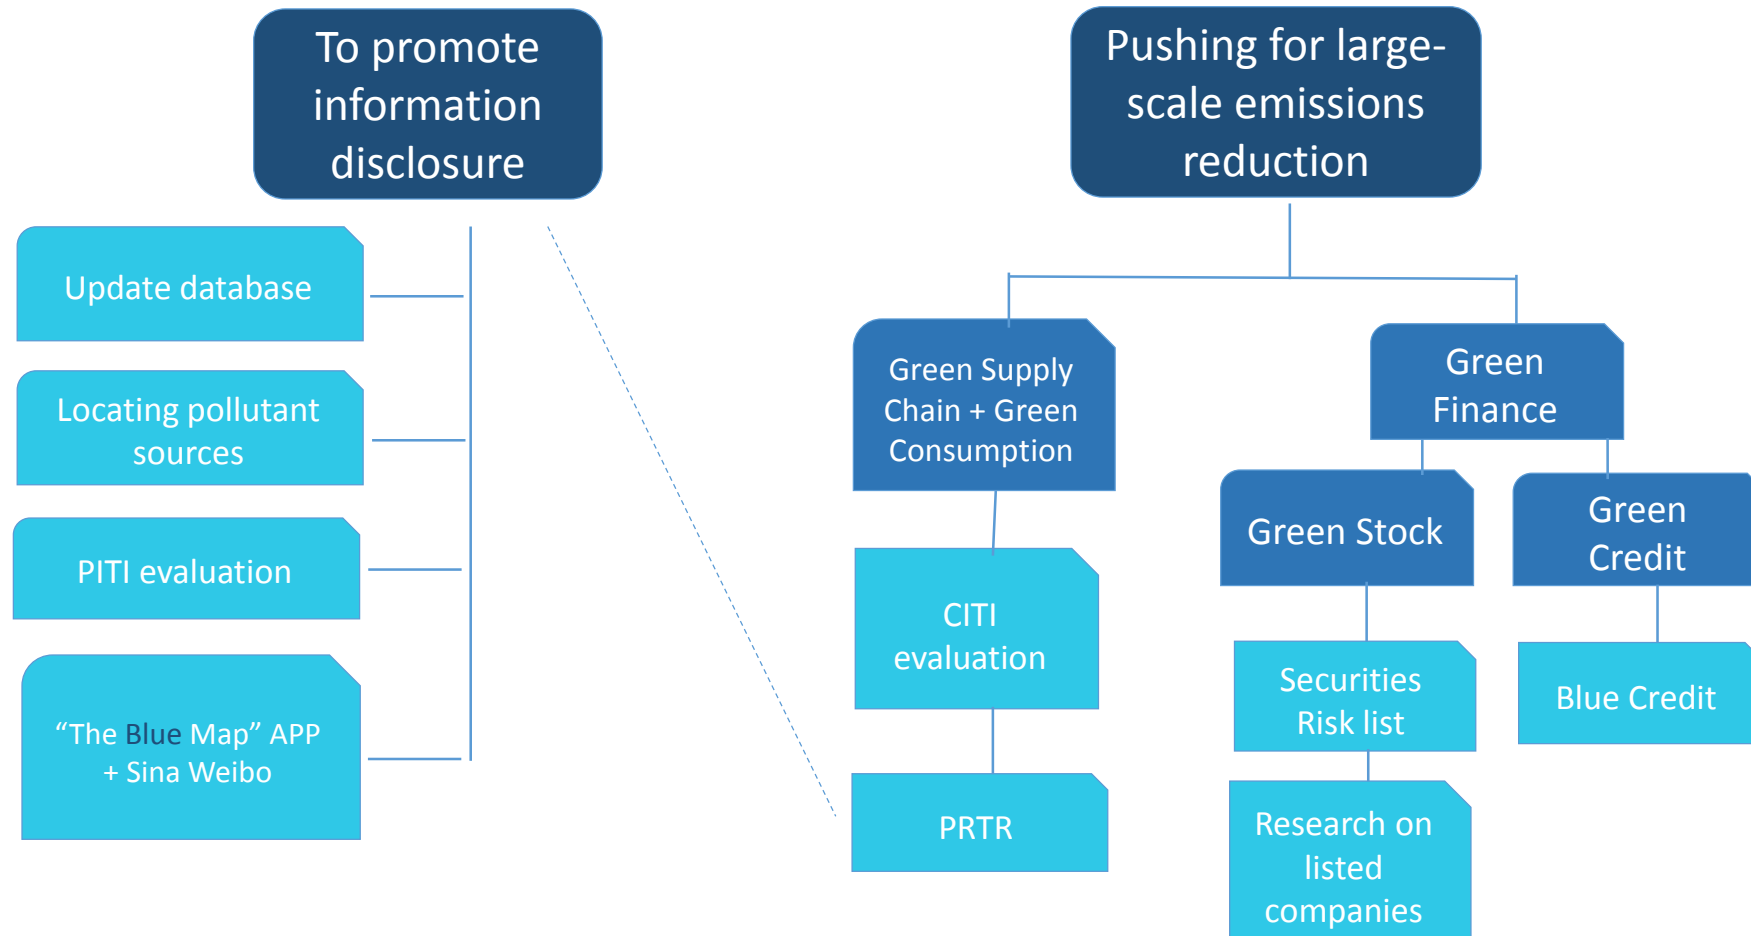 To promote
information
disclosure
Update database
Locating pollutant
sources
PITI evaluation
“The Blue Map” APP
+ Sina Weibo
Pushing for large-
scale emissions
reduction
Green Supply
Chain + Green
Consumption
CITI
evaluation
PRTR
Green
Finance
Green Stock
Securities
Risk list
Research on
listed
companies
Green
Credit
Blue Credit